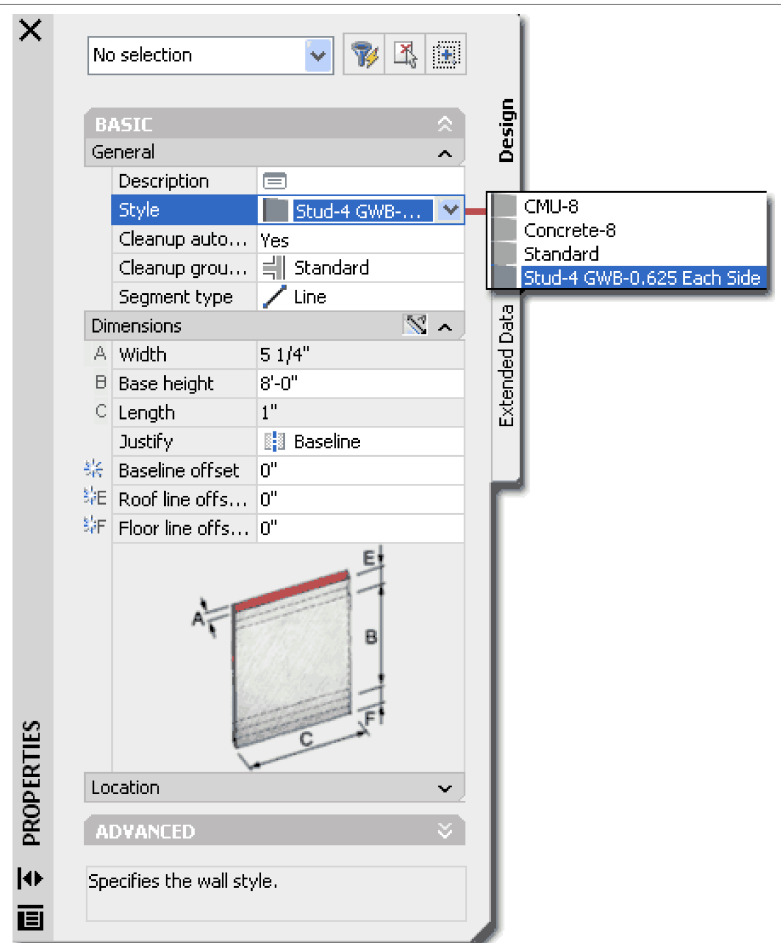 No selection
Design
BASIC
General
Description
Style Stud-4 GWB-...
CMU-8
Concrete-8
Standard
Stud-4 GWB-0.625 Each Side
Cleanup auto... Yes
Cleanup grou... Standard
Segment type Line
Extended Data
Dimensions
A Width 5 1/4"
B Base height 8'-0"
C Length 1"
Justify Baseline
Baseline offset 0"
E Roof line offs... 0"
F Floor line offs... 0"
E
A
B
F
C
Location
ADVANCED
Specifies the wall style.
PROPERTIES